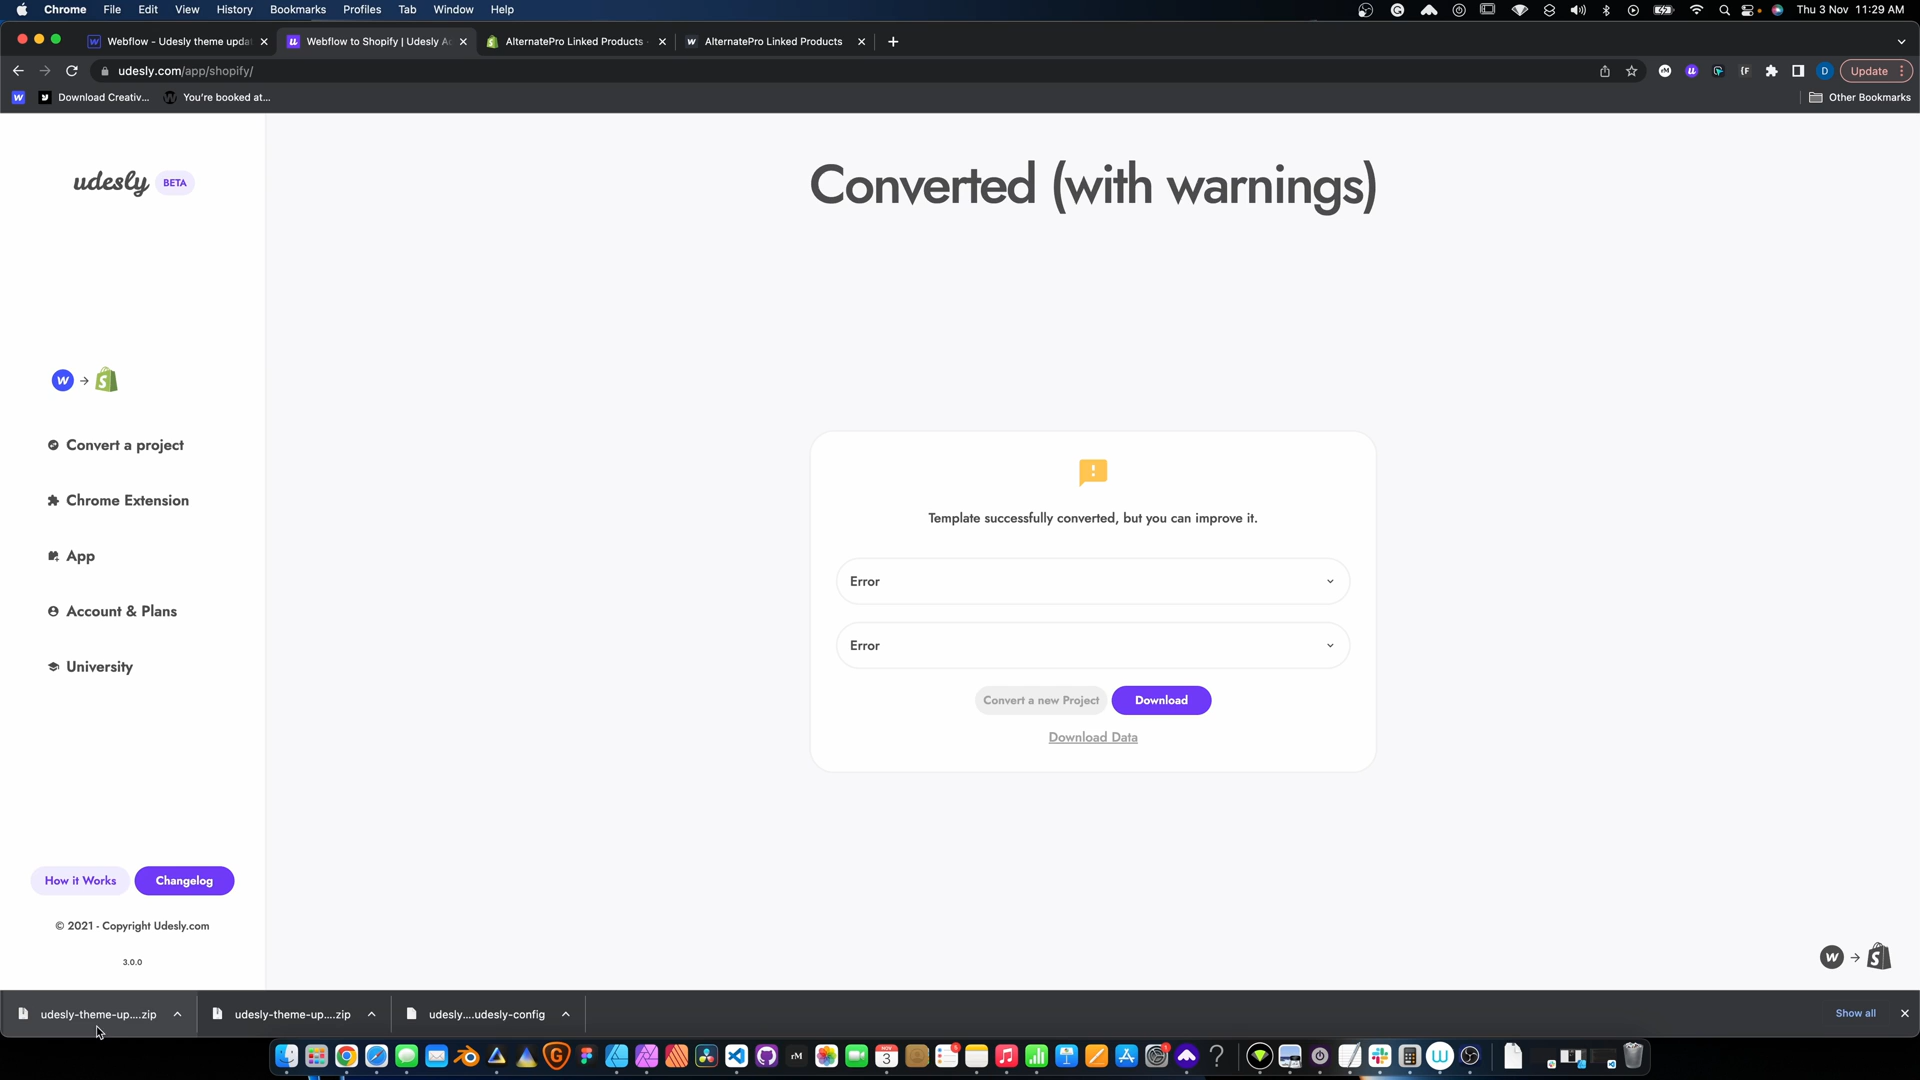 Chrome File Edit View History Bookmarks Profiles Tab Window Help Thu 3 Nov 11:29 AM
Webflow - Udesly theme updat Webflow to Shopify | Udesly A AlternatePro Linked Products AlternatePro Linked Products
udesly.com/app/shopify/ Update
Download Creativ... You're booked at... Other Bookmarks
udesly BETA
Converted (with warnings)
Convert a project
Chrome Extension
App
Account & Plans
University
Template successfully converted, but you can improve it.
Error
Error
Convert a new Project Download
Download Data
How it Works Changelog
© 2021 - Copyright Udesly.com
3.0.0
udesly-theme-up....zip udesly-theme-up....zip udesly....udesly-config Show all